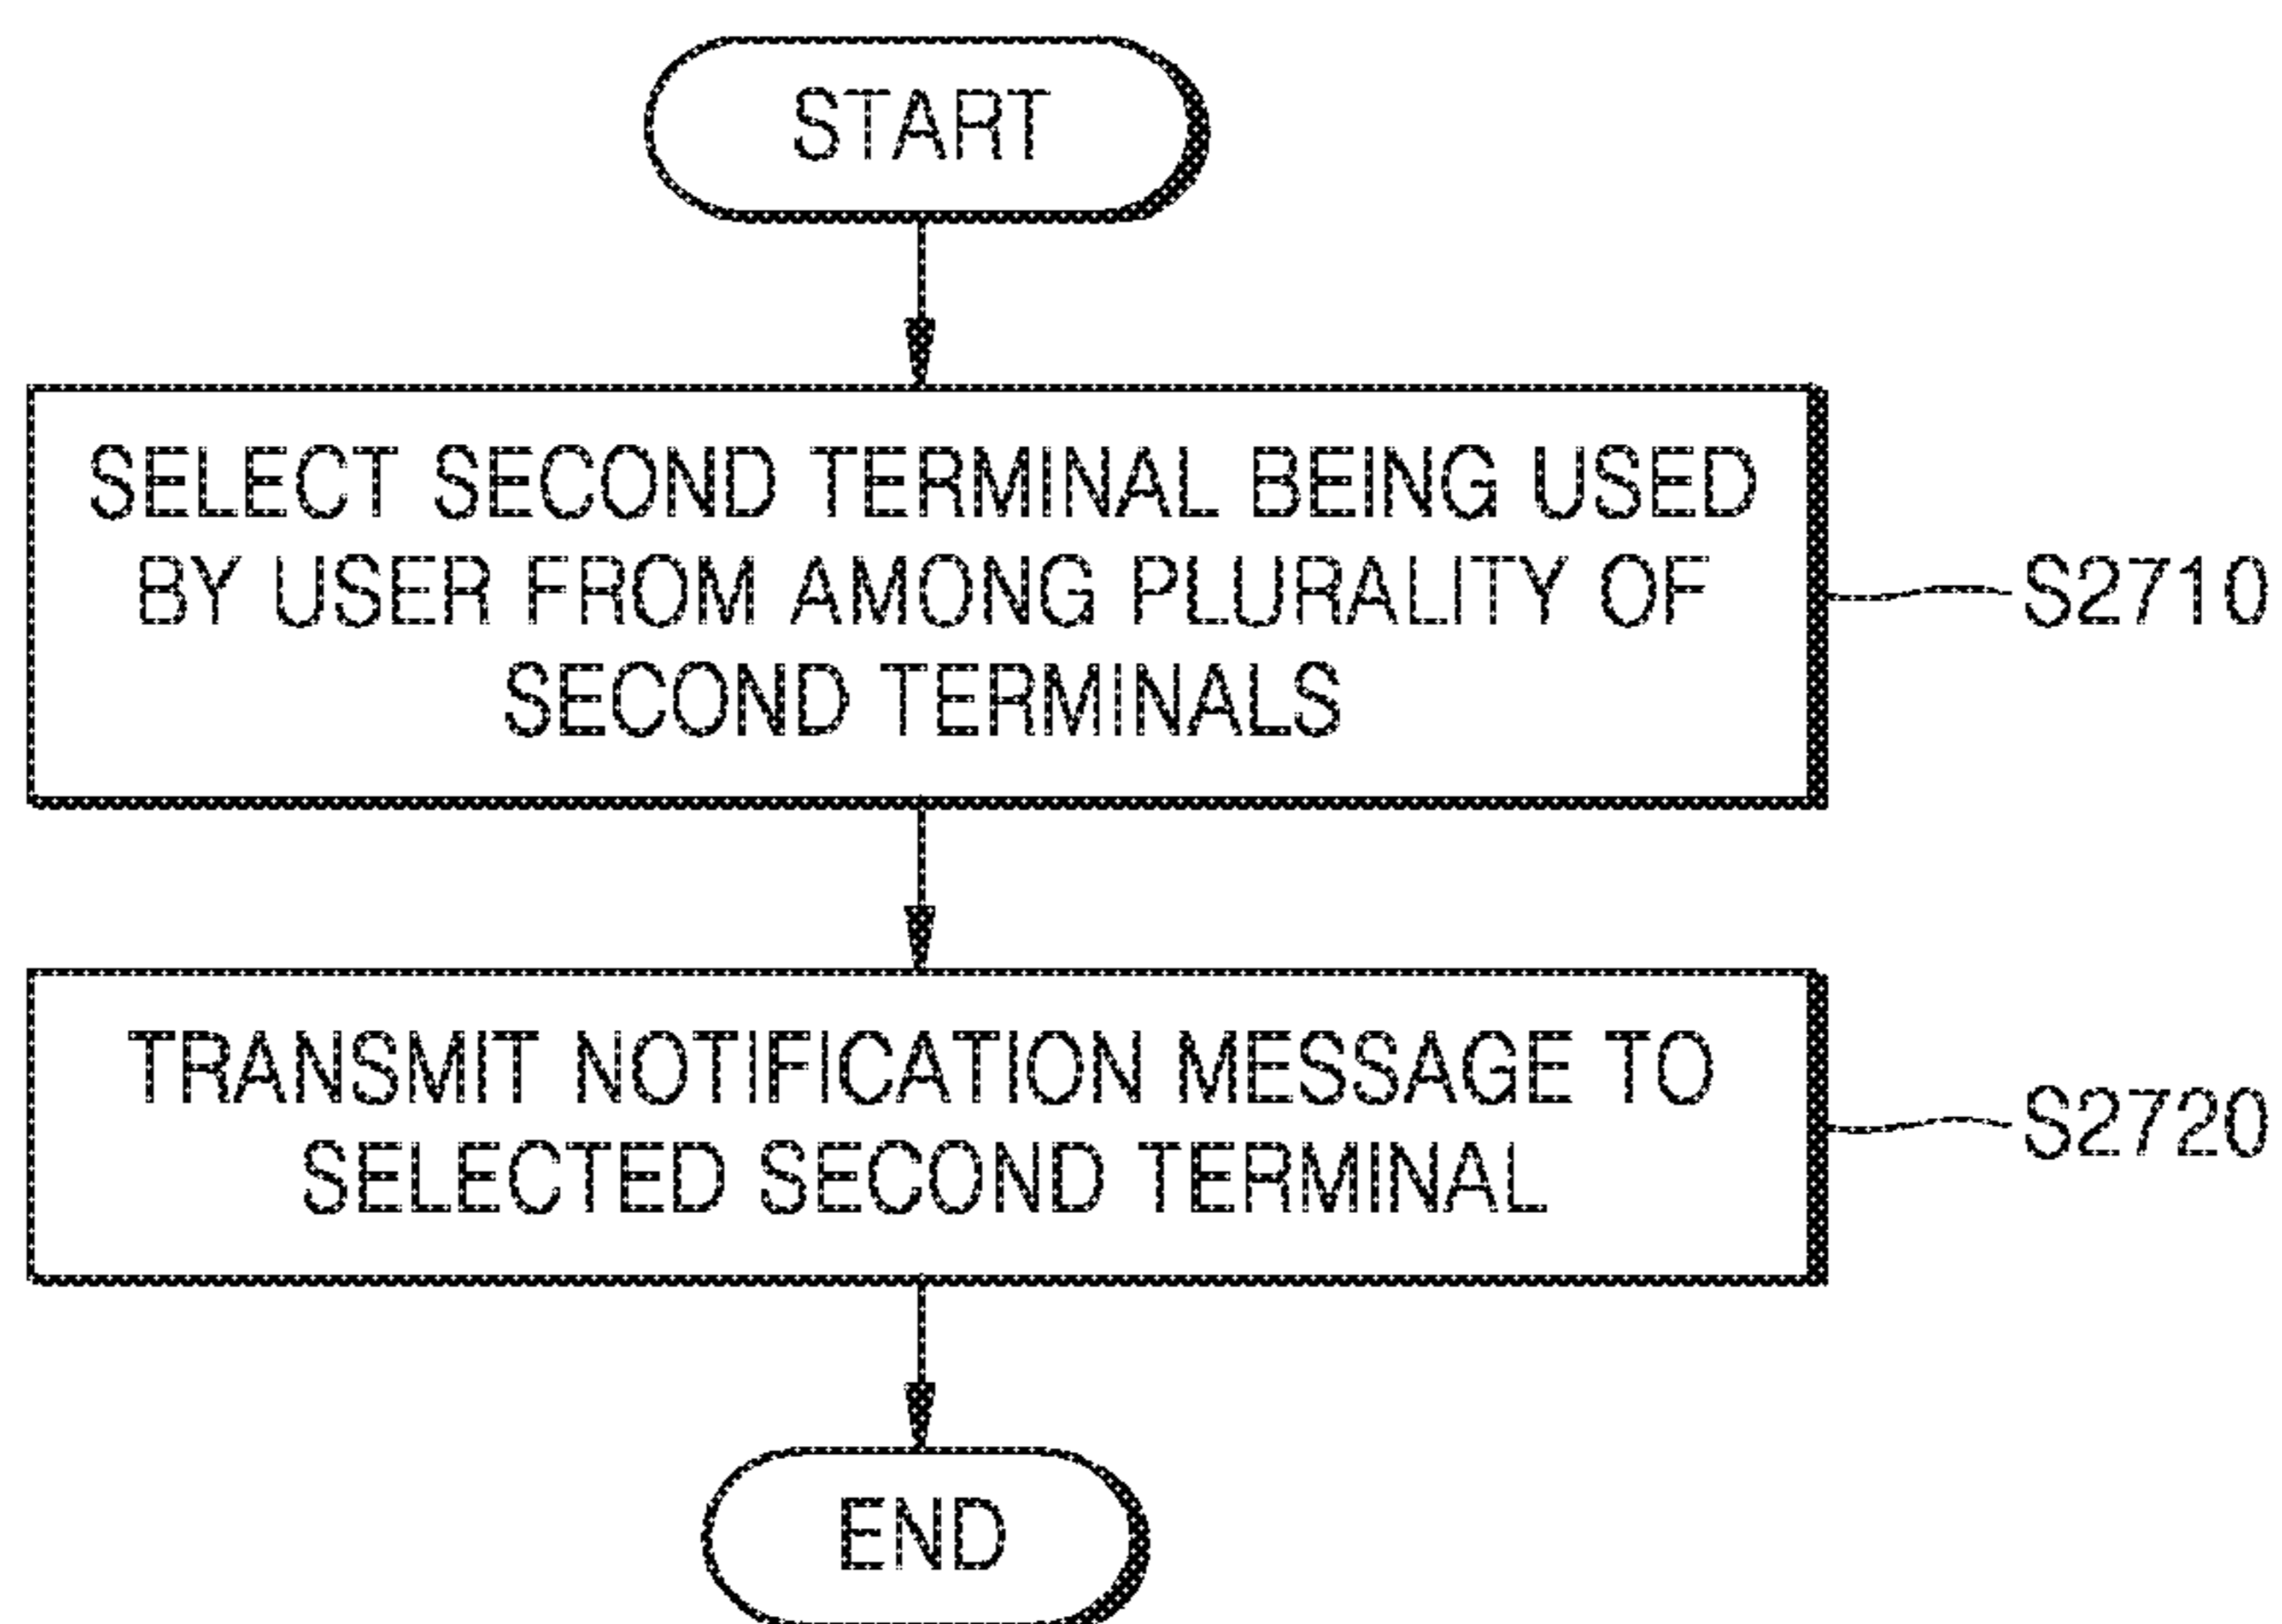 START
SELECT SECOND TERMINAL BEING USED
BY USER FROM AMONG PLURALITY OF
SECOND TERMINALS
S2710
TRANSMIT NOTIFICATION MESSAGE TO
SELECTED SECOND TERMINAL
S2720
END